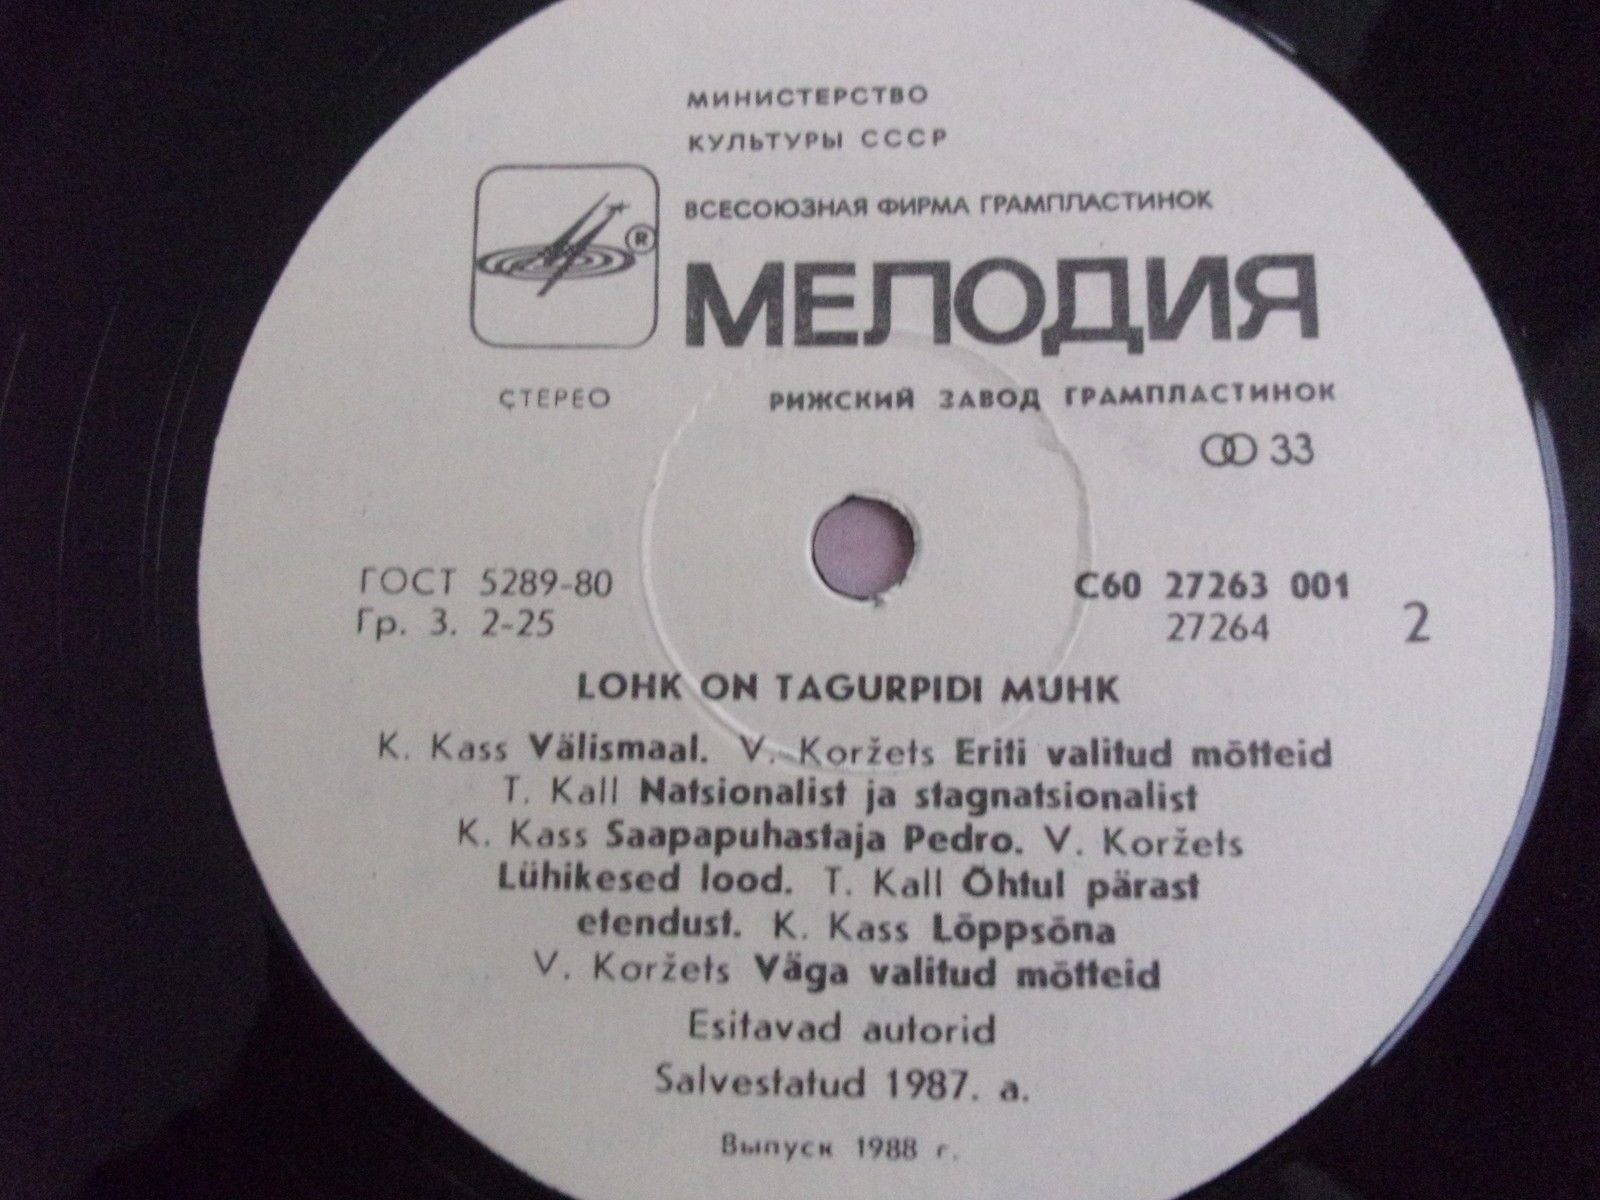 МИНИСТЕРСТВО
КУЛЬТУРЫ СССР
ВСЕСОЮЗНАЯ ФИРМА ГРАМПЛАСТИНОК
®
МЕЛОДИЯ
СТЕРЕО РИЖСКИЙ ЗАВОД ГРАМПЛАСТИНОК
33
ГОСТ 5289-80 С60 27263 001
Гр. 3. 2-25 27264 2
LOHK ON TAGURPIDI MUHK
K. Kass Välismaal. V. Koržets Eriti valitud mõtteid
T. Kall Natsionalist ja stagnatsionalist
K. Kass Saapapuhastaja Pedro. V. Koržets
Lühikesed lood. T. Kall Õhtul pärast
etendust. K. Kass Lõppsõna
V. Koržets Väga valitud mõtteid
Esitavad autorid
Salvestatud 1987. a.
Выпуск 1988 г.